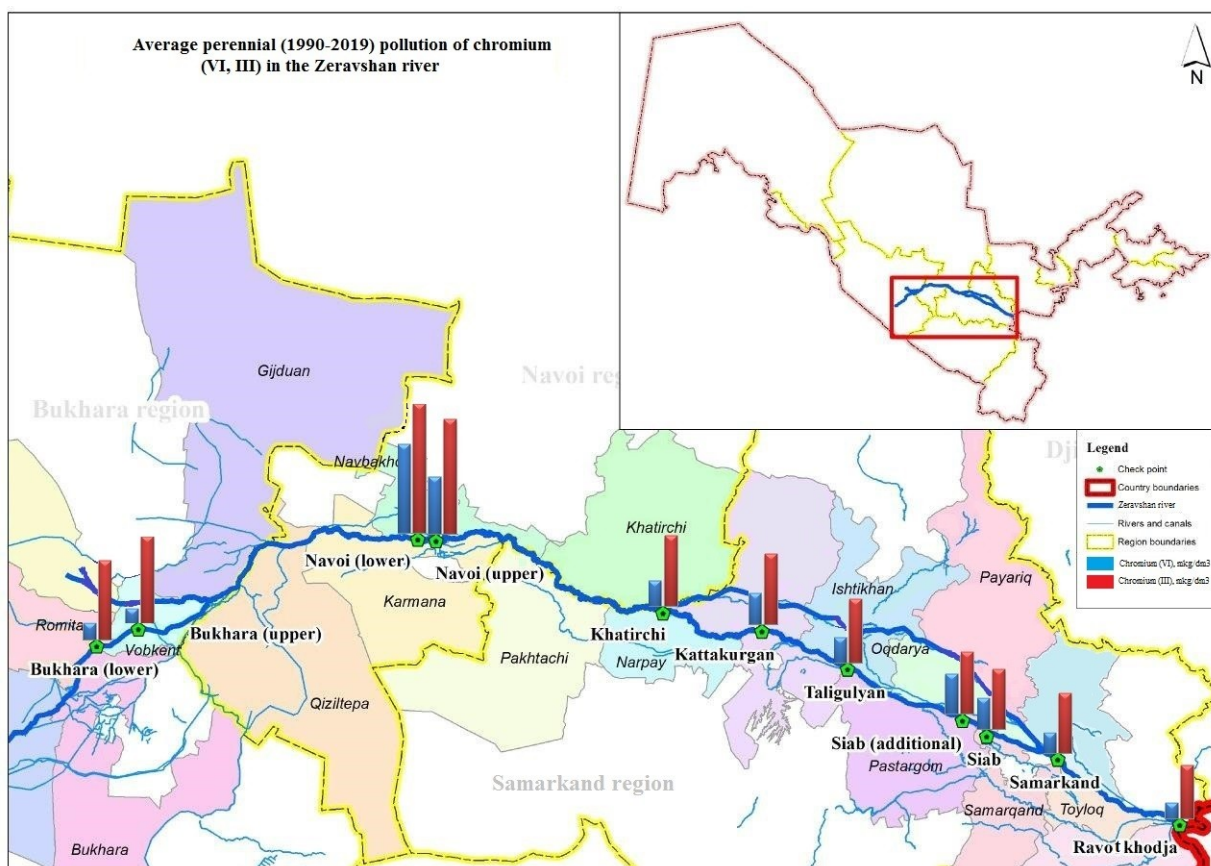 Average perennial (1990-2019) pollution of chromium
(VI, III) in the Zeravshan river
N
Gijduan
Bukhara region
Navoi
Navbakho
Khatirchi
Legend
Check point
Country boundaries
Zeravshan river
Rivers and canals
Region boundaries
Chromium (VI), mkg/dm3
Chromium (III), mkg/dm3
Navoi (lower)
Navoi (upper)
Ishtikhan
Payariq
Karmana
Romita
Vobkent
Bukhara (upper)
Bukhara (lower)
Khatirchi
Kattakurgan
Oqdarya
Pakhtachi
Narpay
Taligulyan
Qiziltepa
Siab (additional)
Siab
Pastargom
Samarkand
Samarkand region
Samarqand
Toyloq
Bukhara
Ravot khodja